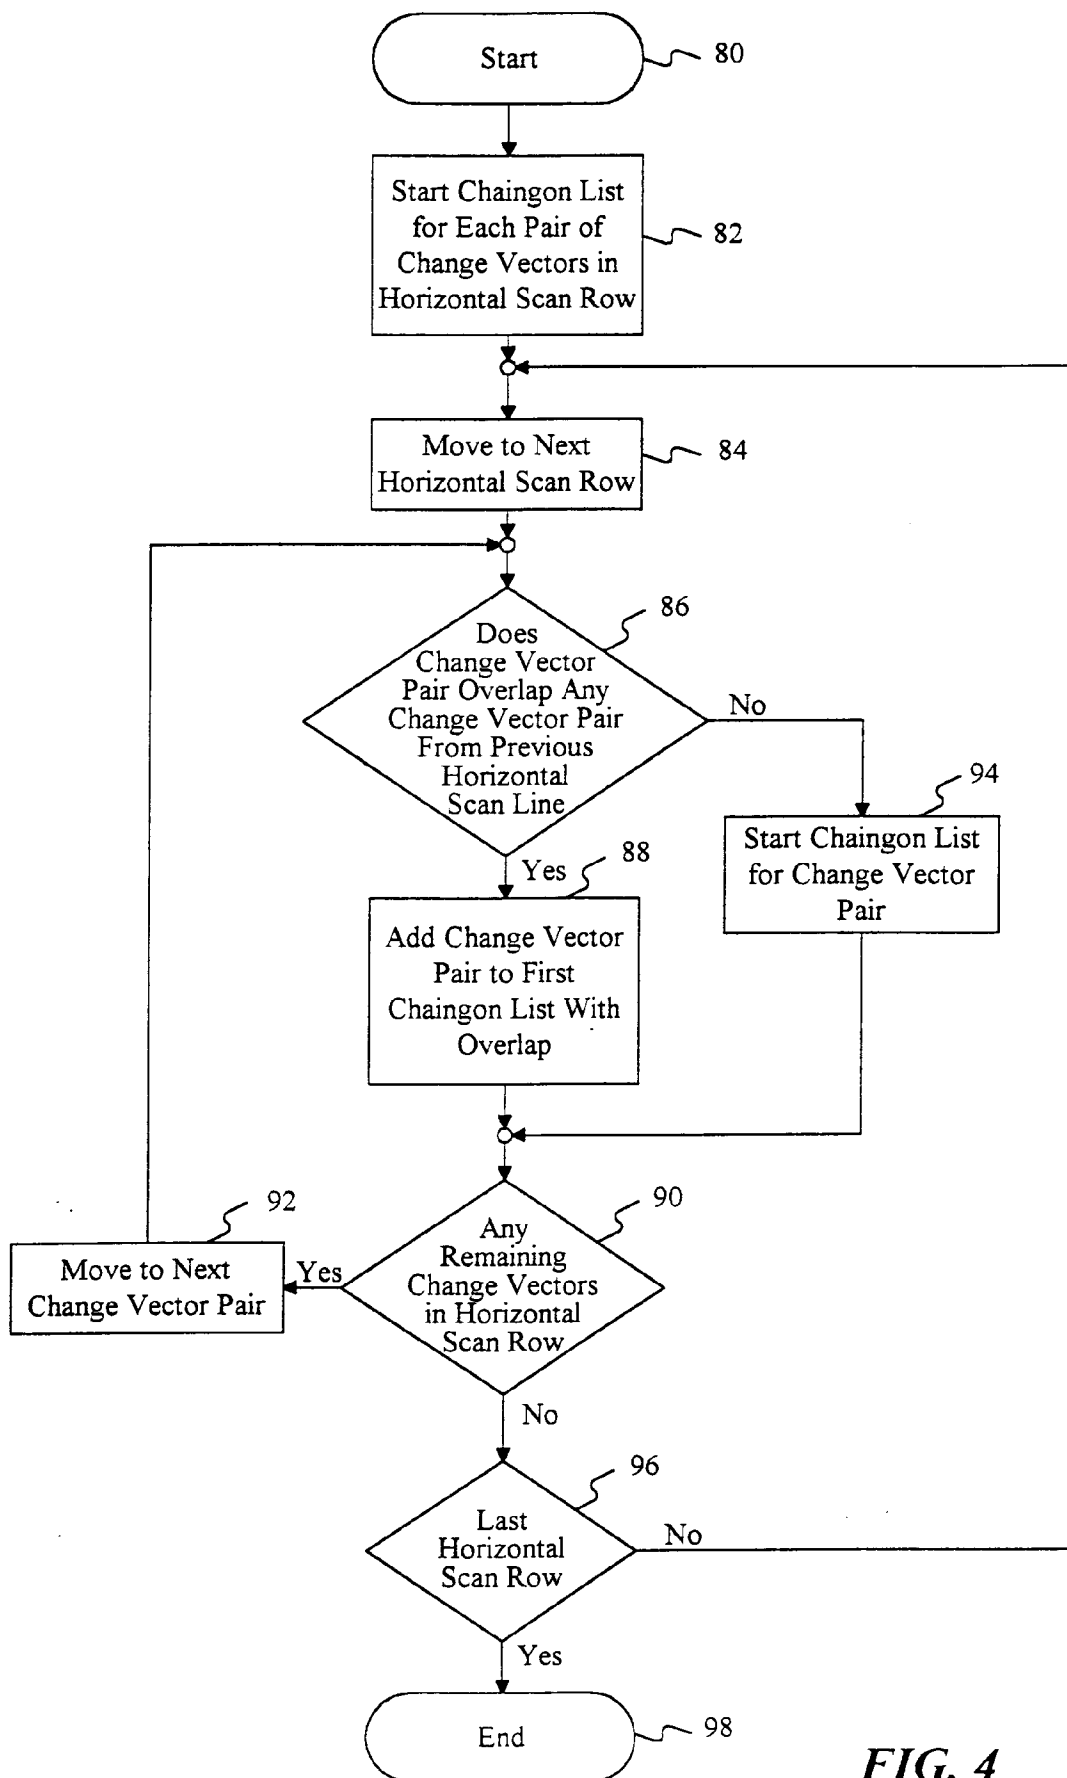 Start
80
Start Chaingon List
for Each Pair of
Change Vectors in
Horizontal Scan Row
82
Move to Next
Horizontal Scan Row
84
Does
Change Vector
Pair Overlap Any
Change Vector Pair
From Previous
Horizontal
Scan Line
86
No
94
Start Chaingon List
for Change Vector
Pair
Yes
88
Add Change Vector
Pair to First
Chaingon List With
Overlap
92
Move to Next
Change Vector Pair
Yes
90
Any
Remaining
Change Vectors
in Horizontal
Scan Row
No
96
Last
Horizontal
Scan Row
No
Yes
End
98
FIG. 4